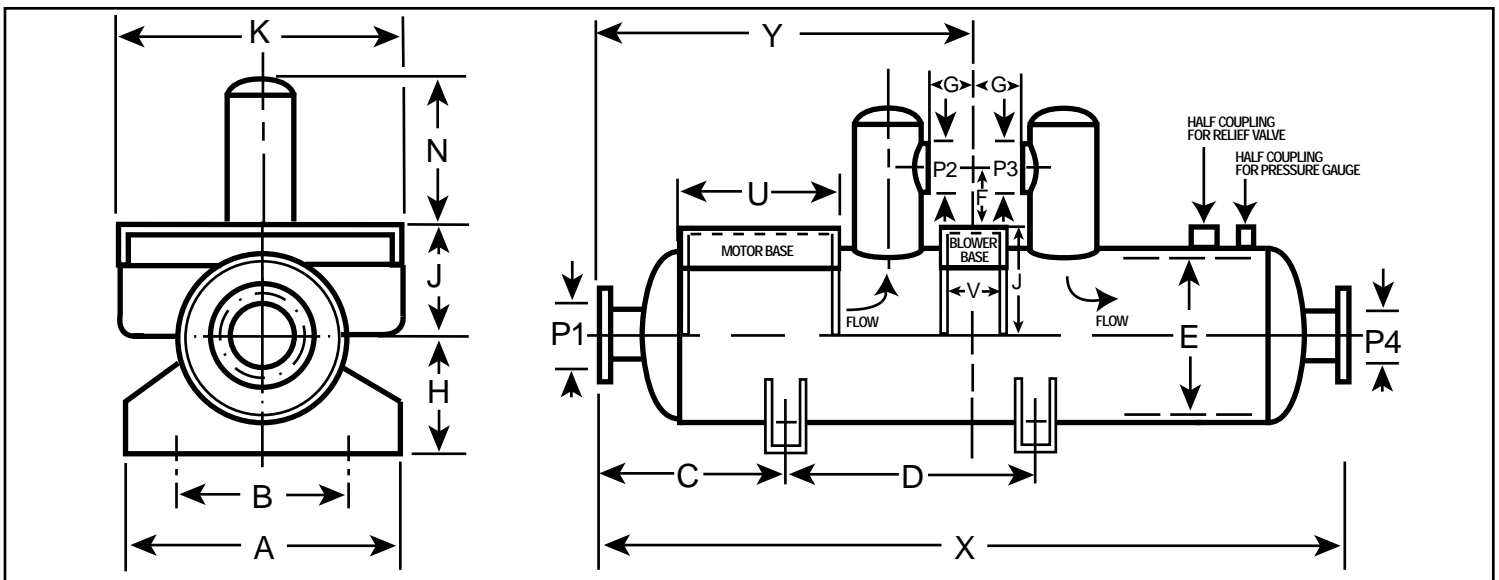 K
Y
N
G
G
HALF COUPLING
FOR RELIEF VALVE
HALF COUPLING
FOR PRESSURE GAUGE
P2
P3
F
U
MOTOR BASE
BLOWER
BASE
J
J
V
FLOW
FLOW
P1
E
P4
H
C
D
B
A
X